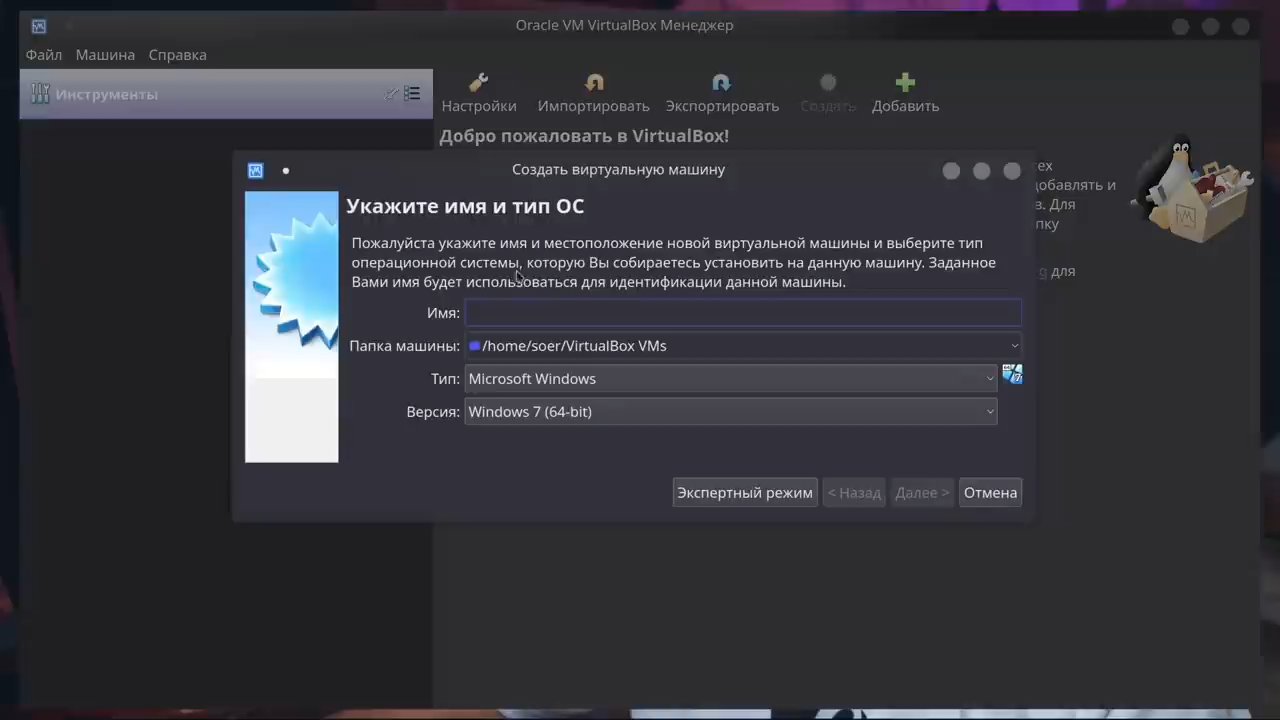 Oracle VM VirtualBox Менеджер
Файл Машина Справка
Инструменты
Настройки Импортировать Экспортировать Создать Добавить
Добро пожаловать в VirtualBox!
обавлять и
в. Для
для
Создать виртуальную машину
Укажите имя и тип ОС
Пожалуйста укажите имя и местоположение новой виртуальной машины и выберите тип
операционной системы, которую Вы собираетесь установить на данную машину. Заданное
Вами имя будет использоваться для идентификации данной машины.
Имя:
Папка машины: /home/soer/VirtualBox VMs
Тип: Microsoft Windows
Версия: Windows 7 (64-bit)
Экспертный режим < Назад Далее > Отмена